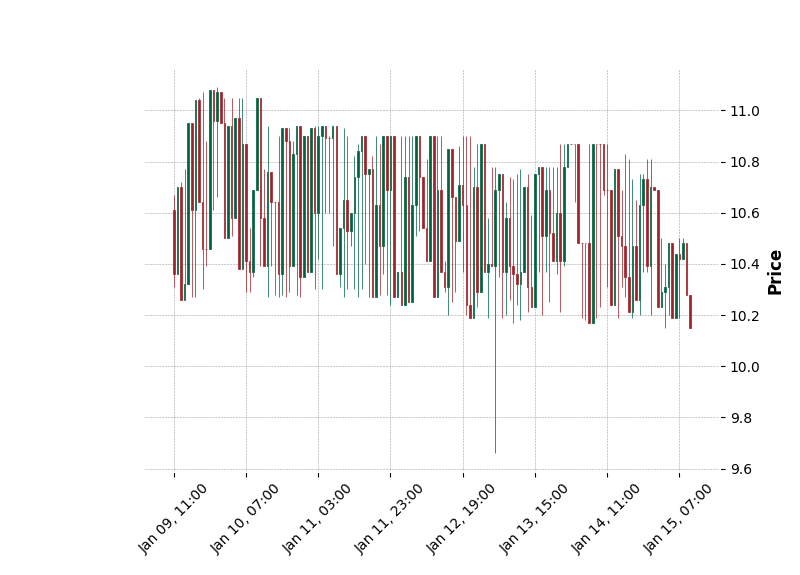 11.0
10.8
10.6
10.4
10.2
10.0
9.8
9.6
Price
Jan 09, 11:00
Jan 10, 07:00
Jan 11, 03:00
Jan 11, 23:00
Jan 12, 19:00
Jan 13, 15:00
Jan 14, 11:00
Jan 15, 07:00